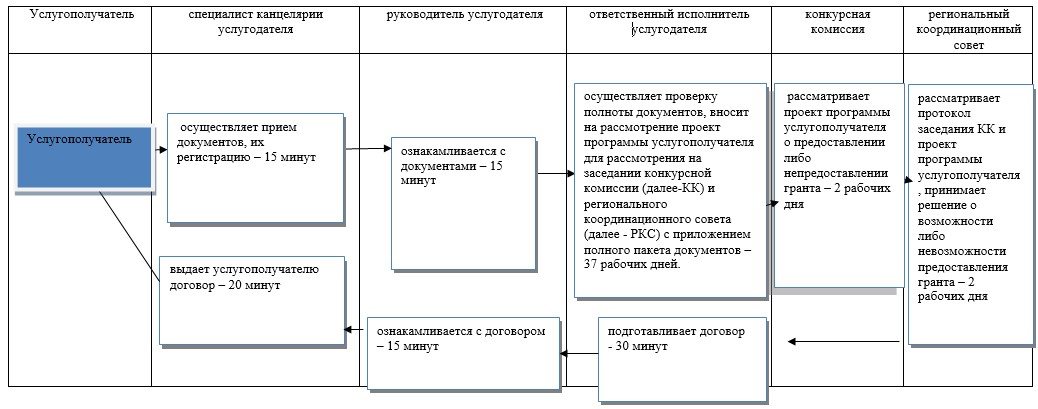 Услугополучатель
специалист канцелярии
услугодателя
руководитель услугодателя
ответственный исполнитель
услугодателя
конкурсная
комиссия
региональный
координационный
совет
Услугополучатель
осуществляет прием
документов, их
регистрацию – 15 минут
ознакамливается с
документами – 15
минут
осуществляет проверку
полноты документов, вносит
на рассмотрение проект
программы услугополучателя
для рассмотрения на
заседании конкурсной
комиссии (далее-КК) и
регионального
координационного совета
(далее - РКС) с приложением
полного пакета документов –
37 рабочих дней.
рассматривает
проект программы
услугополучателя
о предоставлении
либо
непредоставлении
гранта – 2 рабочих
дня
рассматривает
протокол
заседания КК и
проект
программы
услугополучателя
, принимает
решение о
возможности
либо
невозможности
предоставления
гранта – 2
рабочих дня
выдает услугополучателю
договор – 20 минут
ознакамливается с договором
– 15 минут
подготавливает договор
- 30 минут